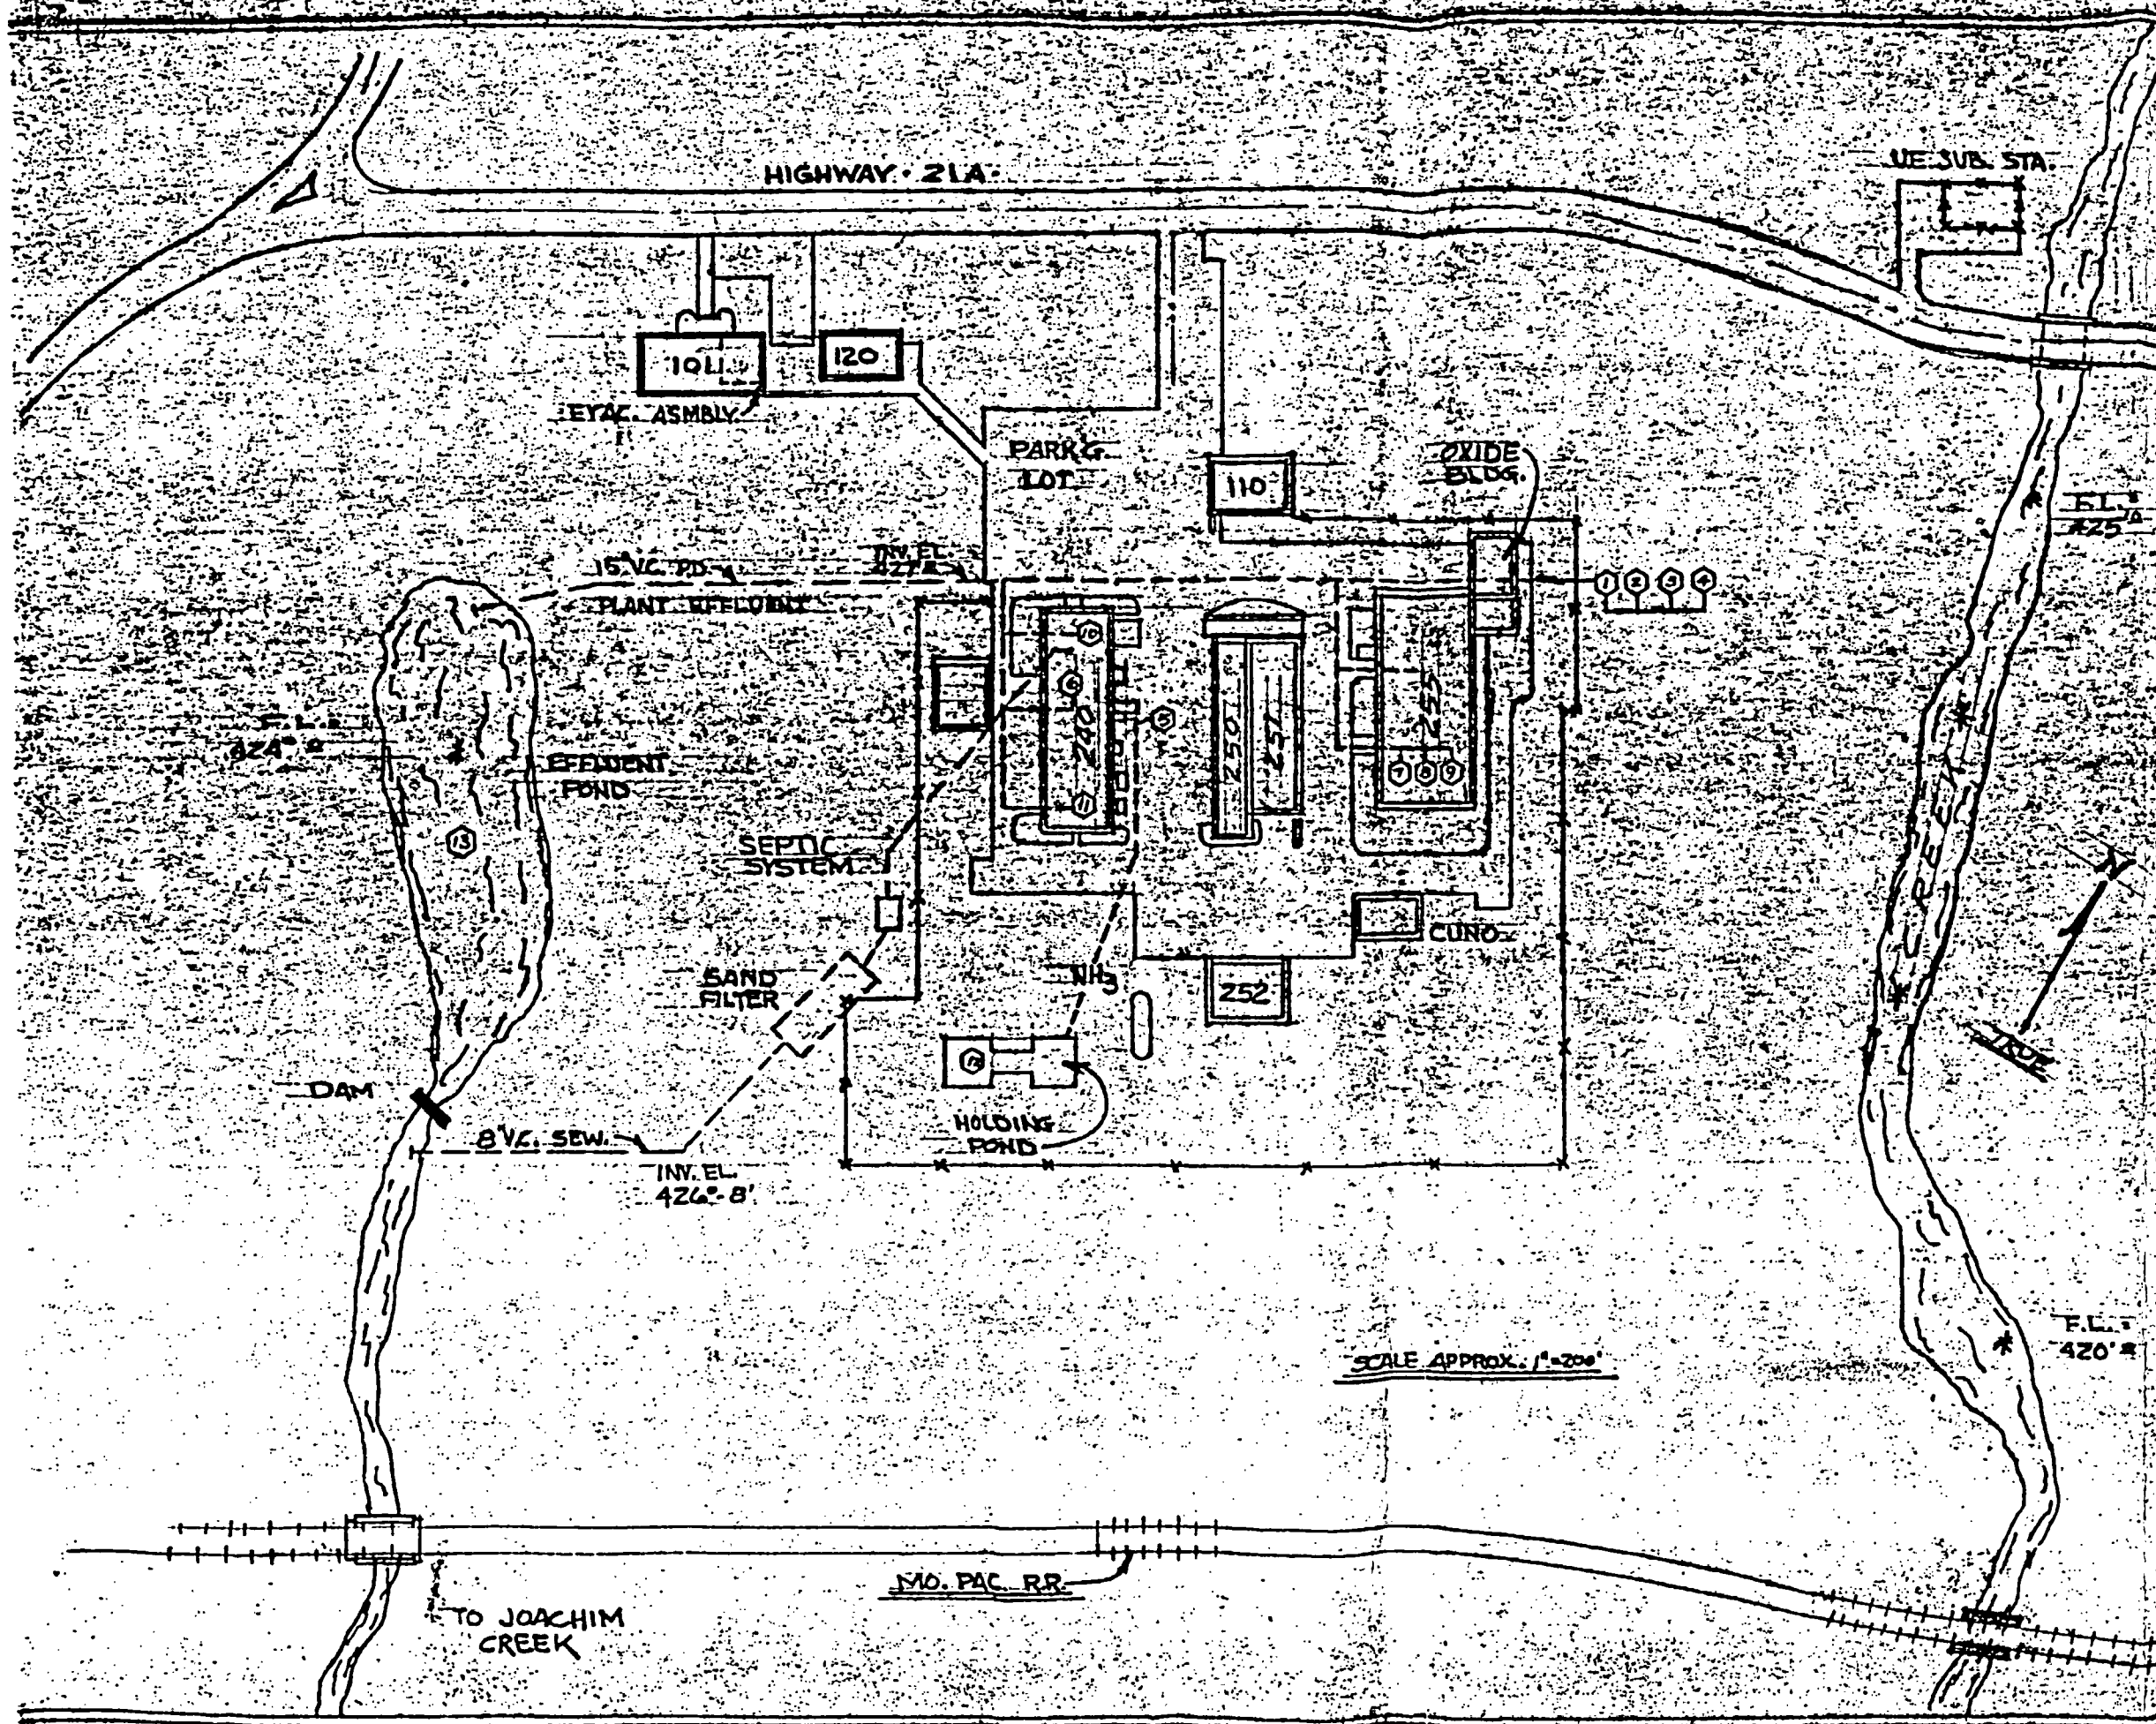 HIGHWAY · 21A
UE SUB. STA.
101
120
ASMBLY.
PARK'G.
LOT
110
OXIDE
BLDG.
F.L. =
425'
15" V.C.
INV. EL.
427'
PLANT EFFLUENT
1 2 3 4
10
6
240
5
11
250
251
255
7 8 9
F.L. =
424'
EFFLUENT
POND
13
SEPTIC
SYSTEM
CREEK
N
TRUE
CUNO
SAND
FILTER
NH3
252
12
DAM
HOLDING
POND
8" V.C. SEW.
INV. EL.
426'-8"
SCALE APPROX. 1"=200'
F.L. =
420'
MO. PAC. R.R.
TO JOACHIM
CREEK